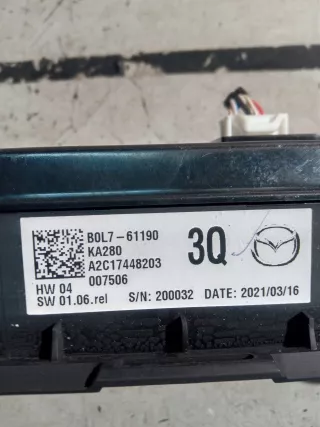 B0L7-61190
KA280
A2C17448203
007506
3Q
HW 04
SW 01.06.rel S/N: 200032 DATE: 2021/03/16